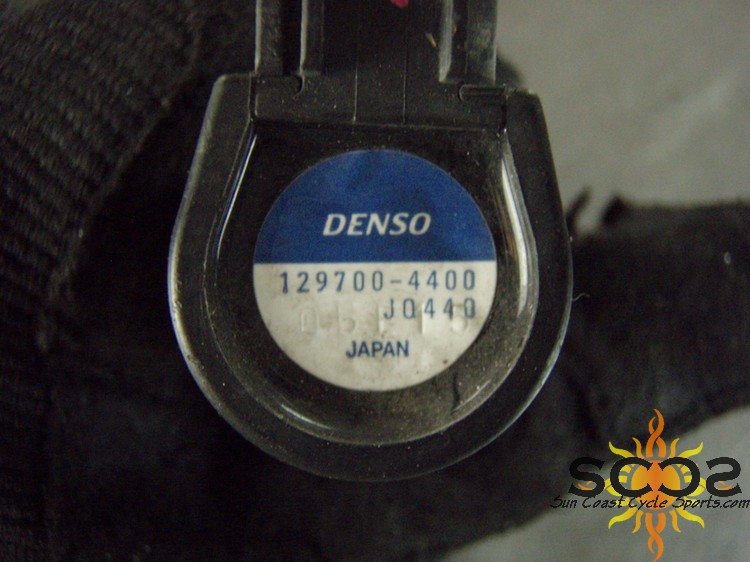 DENSO
129700-4400
J0440
JAPAN
SCCS
Sun Coast Cycle Sports.com